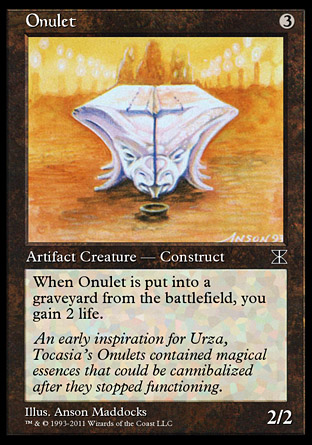 Onulet 3
ANSON 93
Artifact Creature — Construct
When Onulet is put into a
graveyard from the battlefield, you
gain 2 life.
An early inspiration for Urza,
Tocasia's Onulets contained magical
essences that could be cannibalized
after they stopped functioning.
Illus. Anson Maddocks
™ & © 1993-2011 Wizards of the Coast LLC
2/2